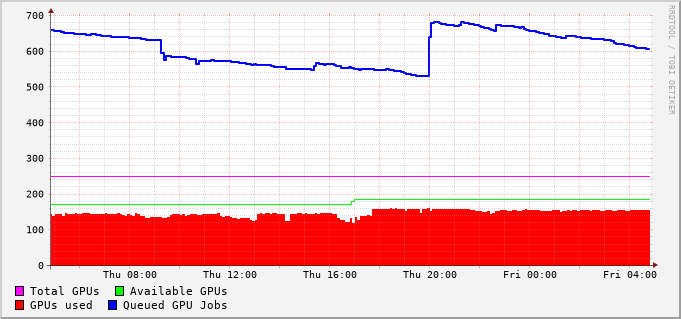 700
600
500
400
300
200
100
0
Thu 08:00 Thu 12:00 Thu 16:00 Thu 20:00 Fri 00:00 Fri 04:00
Total GPUs Available GPUs
GPUs used Queued GPU Jobs
RRDTOOL / TOBI OETIKER